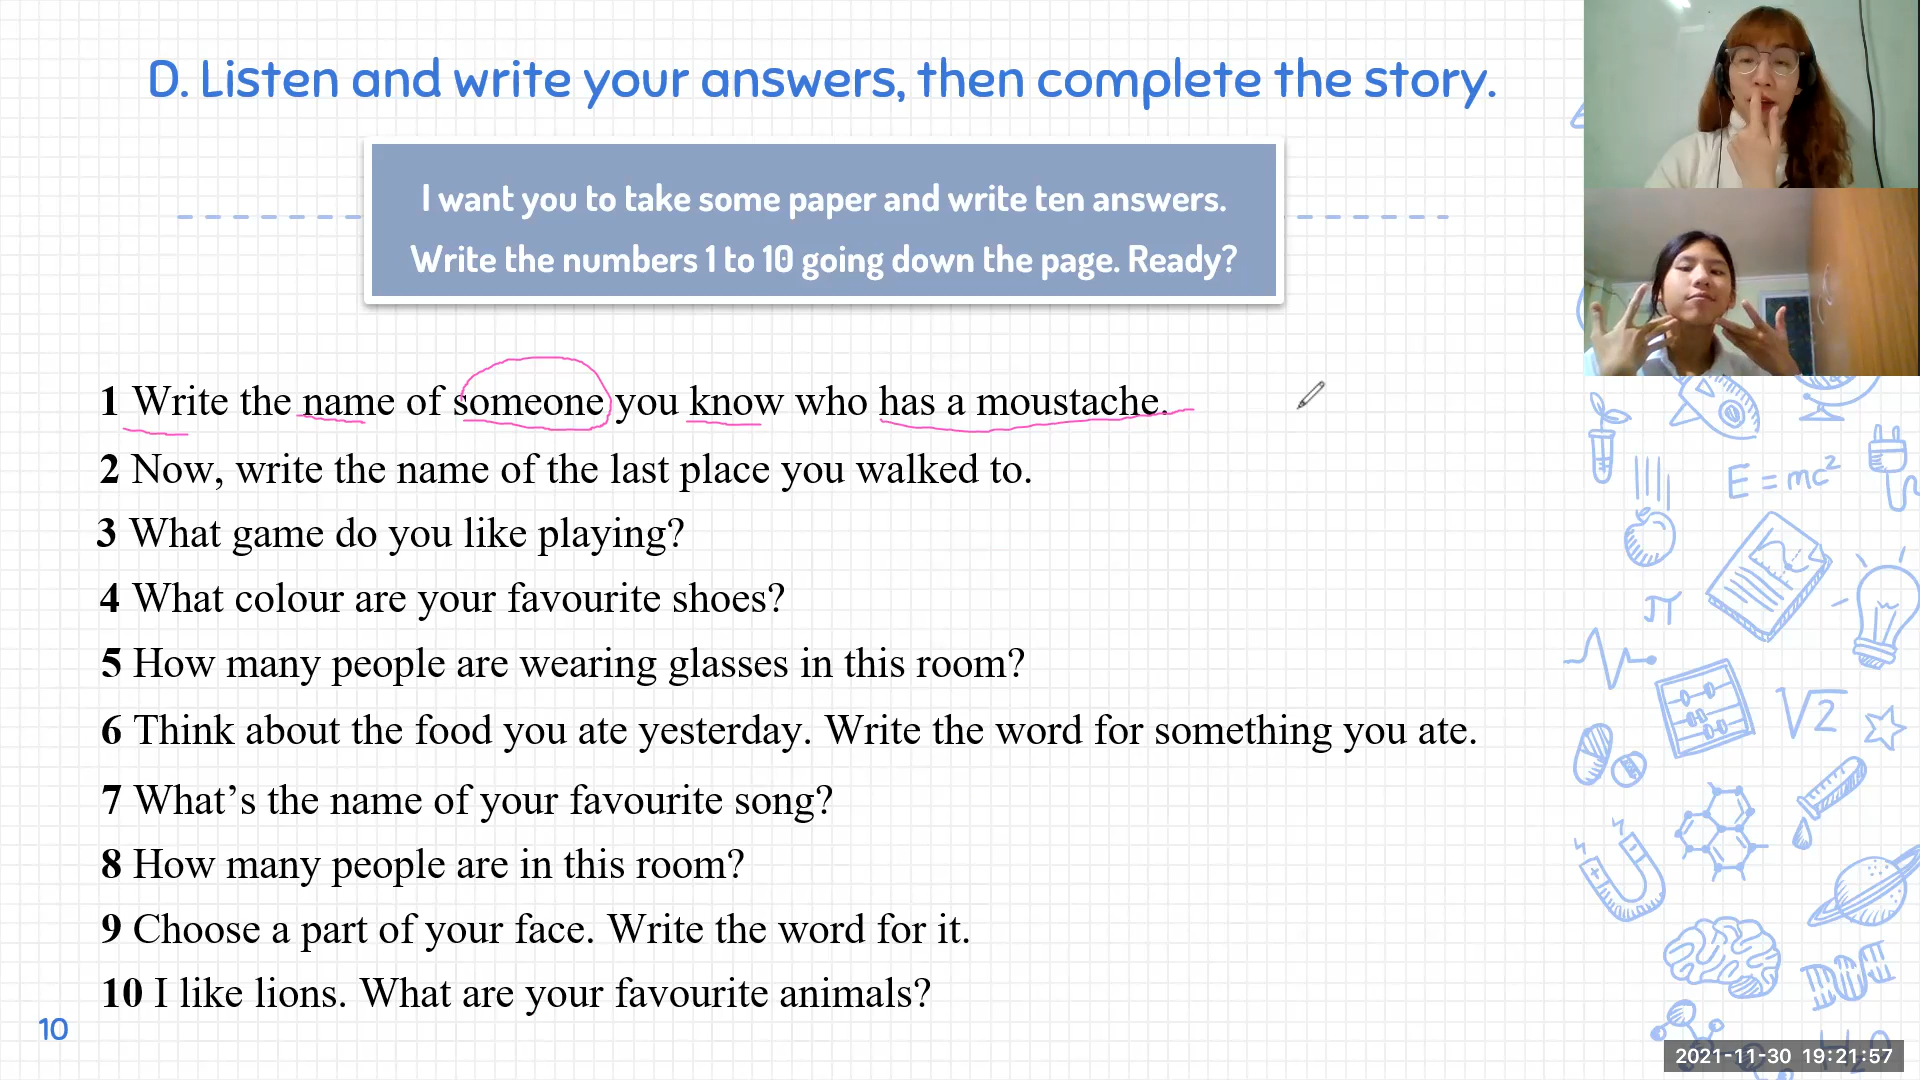 D. Listen and write your answers, then complete the story.
I want you to take some paper and write ten answers.
Write the numbers 1 to 10 going down the page. Ready?
1 Write the name of someone you know who has a moustache.
2 Now, write the name of the last place you walked to.
3 What game do you like playing?
4 What colour are your favourite shoes?
5 How many people are wearing glasses in this room?
6 Think about the food you ate yesterday. Write the word for something you ate.
7 What’s the name of your favourite song?
8 How many people are in this room?
9 Choose a part of your face. Write the word for it.
10 I like lions. What are your favourite animals?
E = mc²
π
√2
H₂O
10
2021-11-30 19:21:57